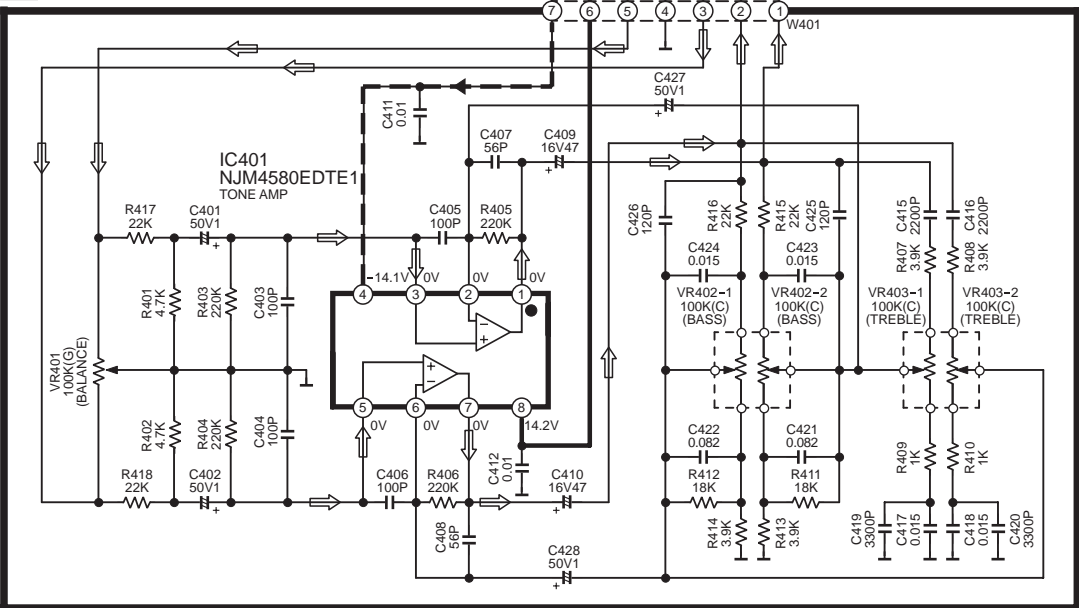 7 6 5 4 3 2 1
W401
C427
50V1
+
C411
0.01
C407
56P
C409
16V47
+
IC401
NJM4580EDTE1
TONE AMP
R417
22K
C401
50V1
+
C405
100P
R405
220K
C426
120P
R416
22K
R415
22K
C425
120P
C415
2200P
C416
2200P
R407
3.9K
R408
3.9K
C424
0.015
C423
0.015
R401
4.7K
R403
220K
C403
100P
-14.1V 0V 0V 0V
4 3 2 1
VR402-1
100K(C)
(BASS)
VR402-2
100K(C)
(BASS)
VR403-1
100K(C)
(TREBLE)
VR403-2
100K(C)
(TREBLE)
VR401
100K(G)
(BALANCE)
−
+
+
−
5 6 7 8
0V 0V 0V 14.2V
R402
4.7K
R404
220K
C404
100P
C422
0.082
C421
0.082
R409
1K
R410
1K
R418
22K
C402
50V1
+
C406
100P
R406
220K
C412
0.01
C410
16V47
+
R412
18K
R411
18K
C408
56P
R414
3.9K
R413
3.9K
C419
3300P
C417
0.015
C418
0.015
C420
3300P
C428
50V1
+